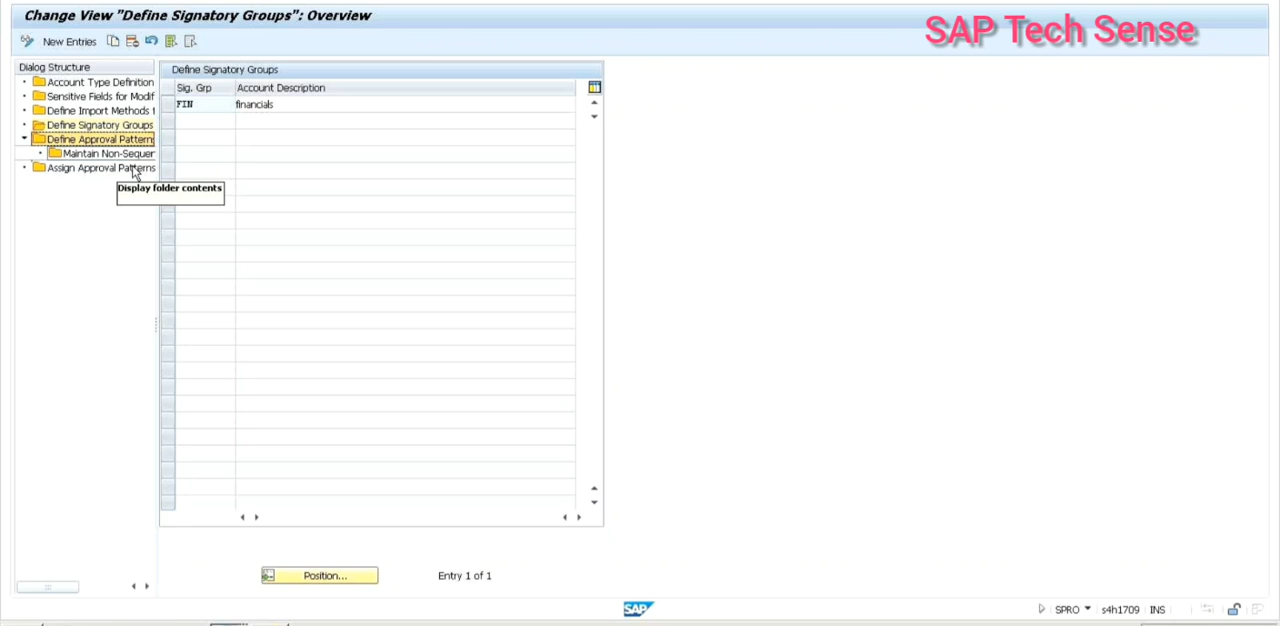 Change View "Define Signatory Groups": Overview
SAP Tech Sense
New Entries
Dialog Structure
Account Type Definition
Sensitive Fields for Modif
Define Import Methods f
Define Signatory Groups
Define Approval Pattern
Maintain Non-Sequer
Assign Approval Patterns
Display folder contents
Define Signatory Groups
Sig. Grp Account Description
FIN financials
Position...
Entry 1 of 1
SAP
SPRO s4h1709 INS